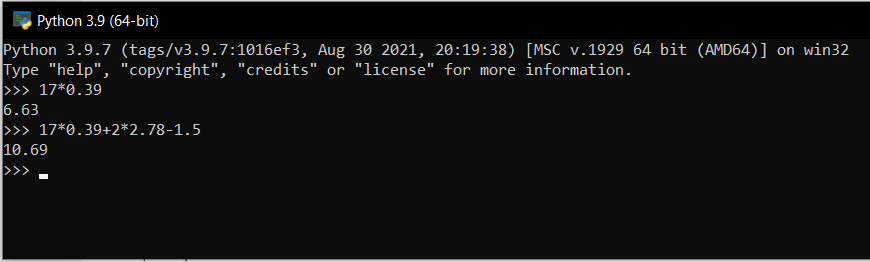 Python 3.9 (64-bit)
Python 3.9.7 (tags/v3.9.7:1016ef3, Aug 30 2021, 20:19:38) [MSC v.1929 64 bit (AMD64)] on win32
Type "help", "copyright", "credits" or "license" for more information.
>>> 17*0.39
6.63
>>> 17*0.39+2*2.78-1.5
10.69
>>>